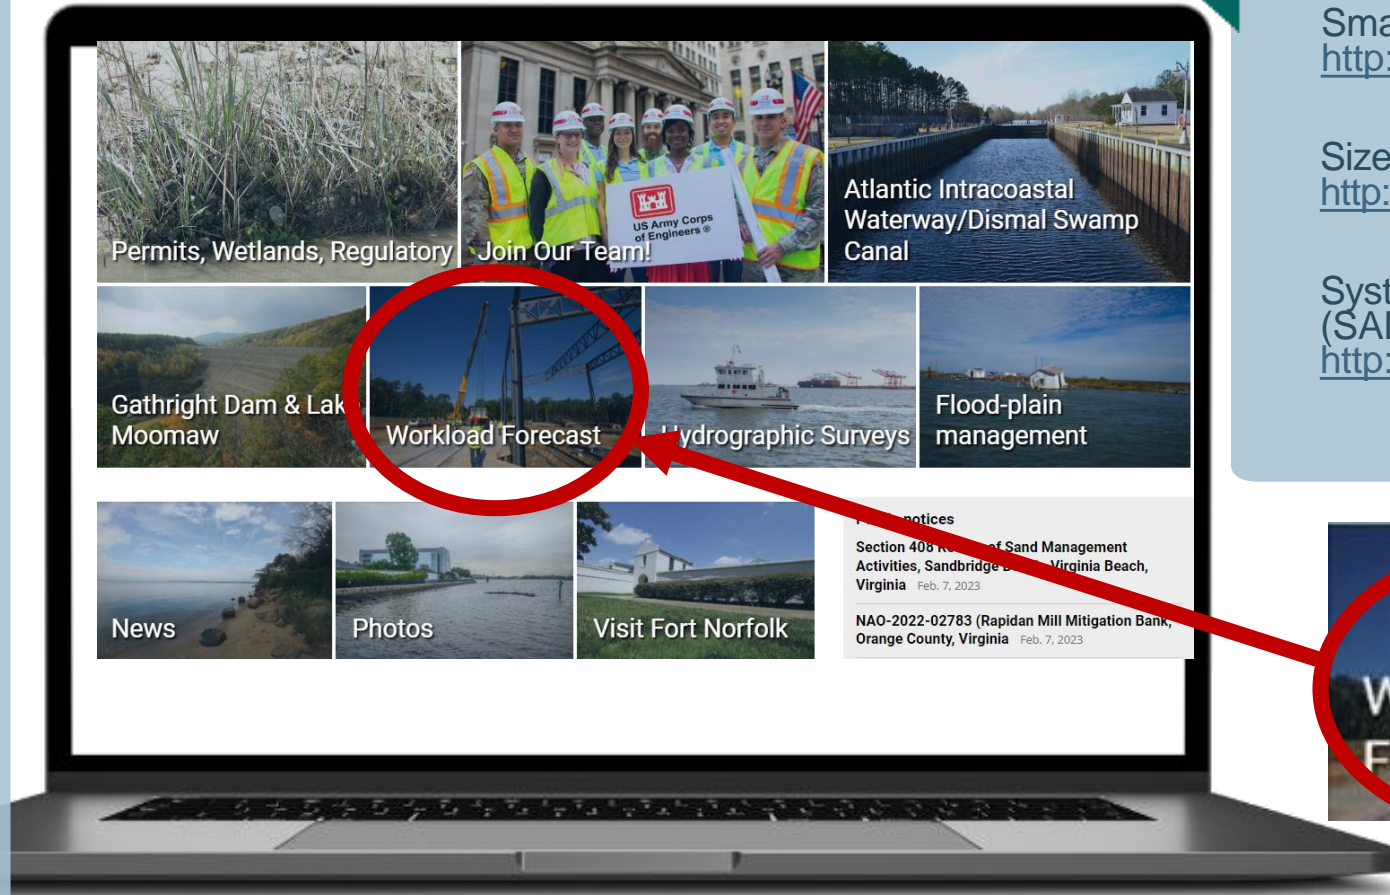 Permits, Wetlands, Regulatory
Join Our Team!
US Army Corps
of Engineers ®
Atlantic Intracoastal
Waterway/Dismal Swamp
Canal
Gathright Dam & Lak
Moomaw
Workload Forecast
Hydrographic Surveys
Flood-plain
management
News
Photos
Visit Fort Norfolk
notices
Section 408 of Sand Management
Activities, Sandbridge Virginia Beach,
Virginia Feb. 7, 2023
NAO-2022-02783 (Rapidan Mill Mitigation Bank,
Orange County, Virginia Feb. 7, 2023
Sma
http:
Size
http:
Syst
(SA
http:
W
F